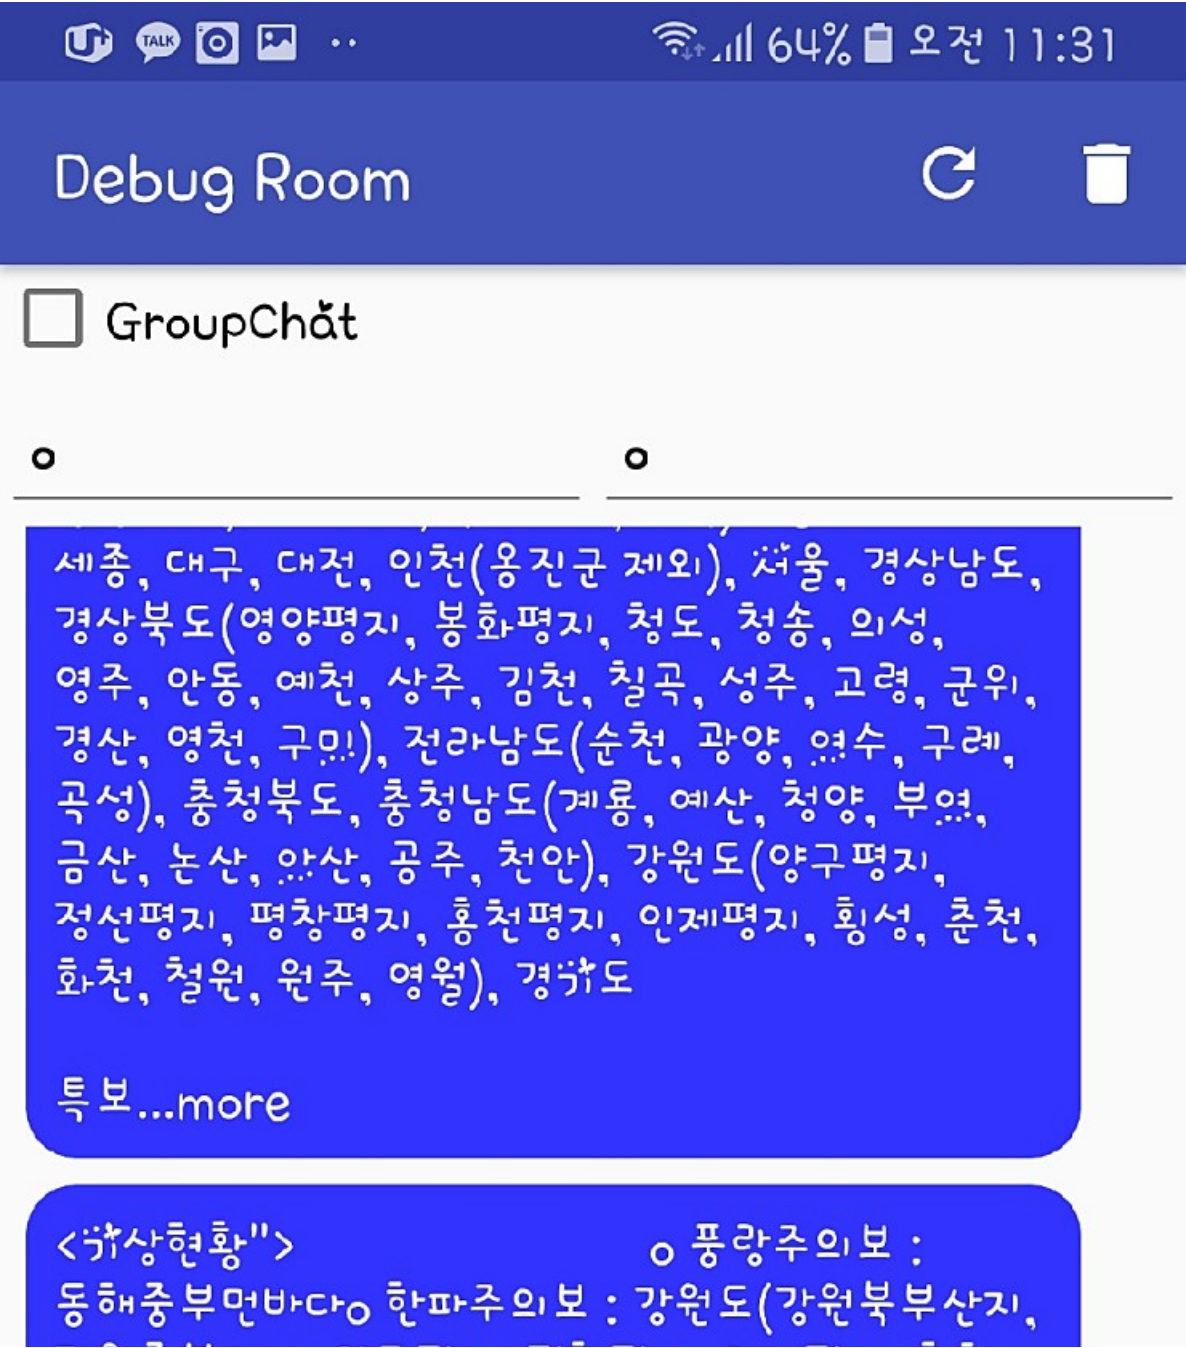 TALK 64% 오전 11:31
Debug Room
GroupChat
ㅇ ㅇ
세종, 대구, 대전, 인천(옹진군 제외), 서울, 경상남도,
경상북도(영양평지, 봉화평지, 청도, 청송, 의성,
영주, 안동, 예천, 상주, 김천, 칠곡, 성주, 고령, 군위,
경산, 영천, 구미), 전라남도(순천, 광양, 여수, 구례,
곡성), 충청북도, 충청남도(계룡, 예산, 청양, 부여,
금산, 논산, 아산, 공주, 천안), 강원도(양구평지,
정선평지, 평창평지, 홍천평지, 인제평지, 횡성, 춘천,
화천, 철원, 원주, 영월), 경기도
특보...more
<기상현황"> o 풍랑주의보 :
동해중부먼바다o 한파주의보 : 강원도(강원북부산지,